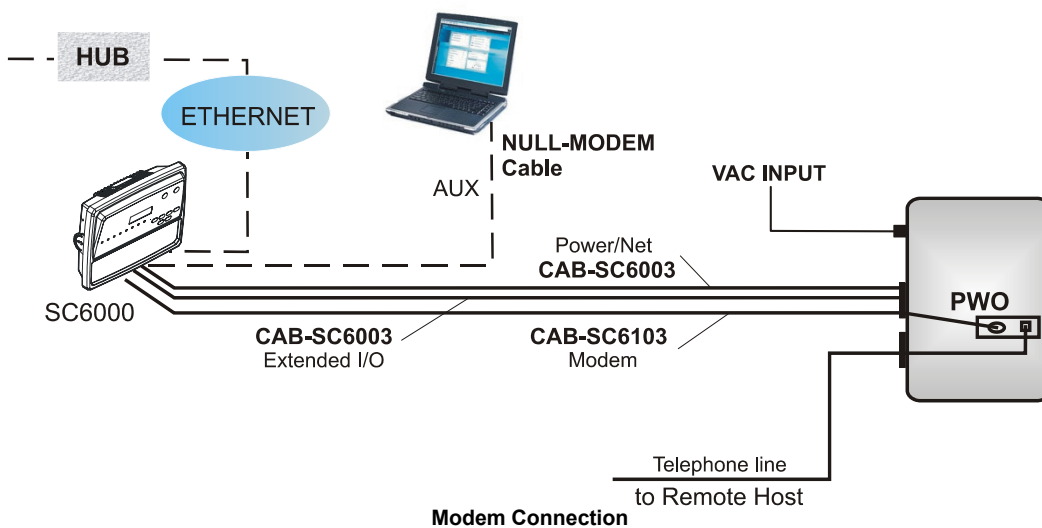 HUB
ETHERNET
NULL-MODEM
Cable
AUX
VAC INPUT
Power/Net
CAB-SC6003
PWO
SC6000
CAB-SC6003
Extended I/O
CAB-SC6103
Modem
Telephone line
to Remote Host
Modem Connection